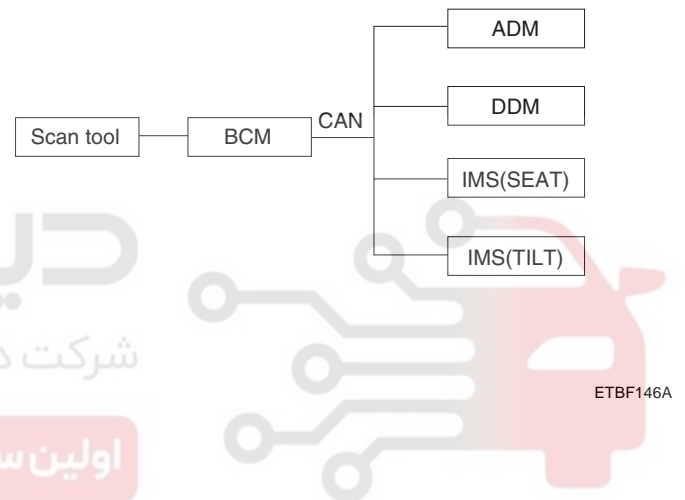 ADM
DDM
CAN
Scan tool
BCM
IMS(SEAT)
IMS(TILT)
شرکت د
ETBF146A
اولین س